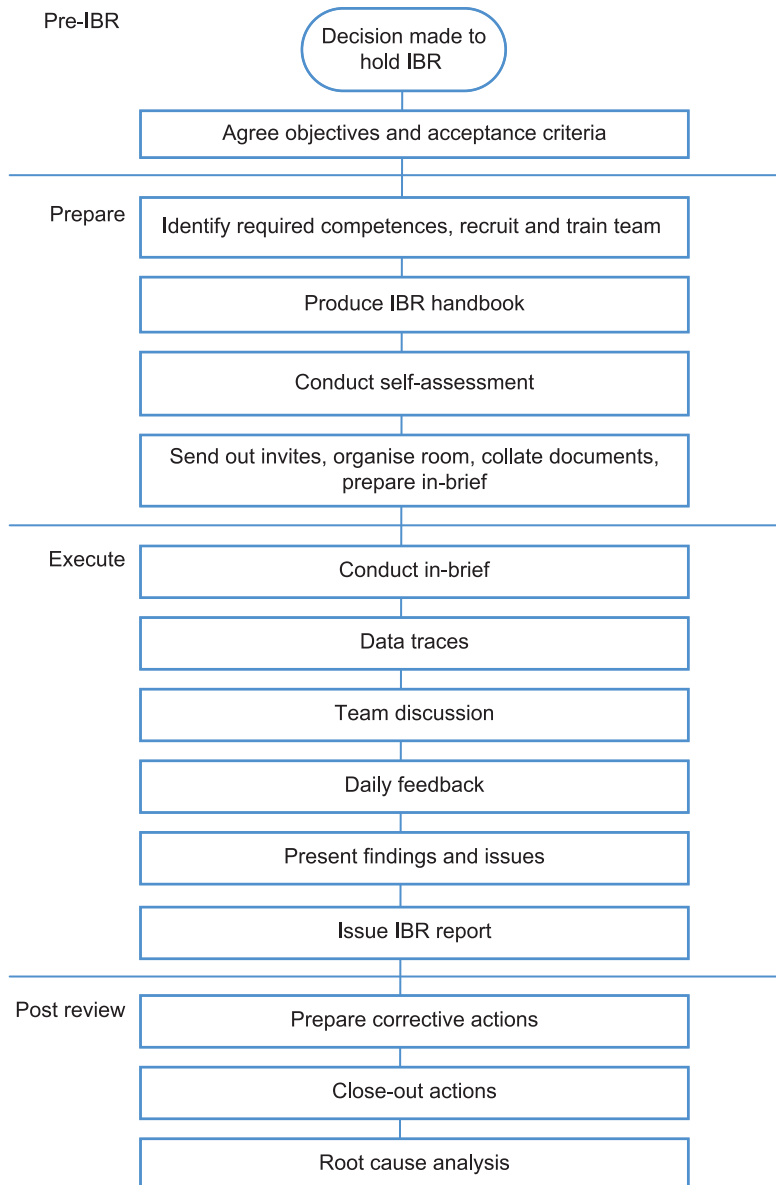 Pre-IBR
Decision made to
hold IBR
Agree objectives and acceptance criteria
Prepare
Identify required competences, recruit and train team
Produce IBR handbook
Conduct self-assessment
Send out invites, organise room, collate documents,
prepare in-brief
Execute
Conduct in-brief
Data traces
Team discussion
Daily feedback
Present findings and issues
Issue IBR report
Post review
Prepare corrective actions
Close-out actions
Root cause analysis